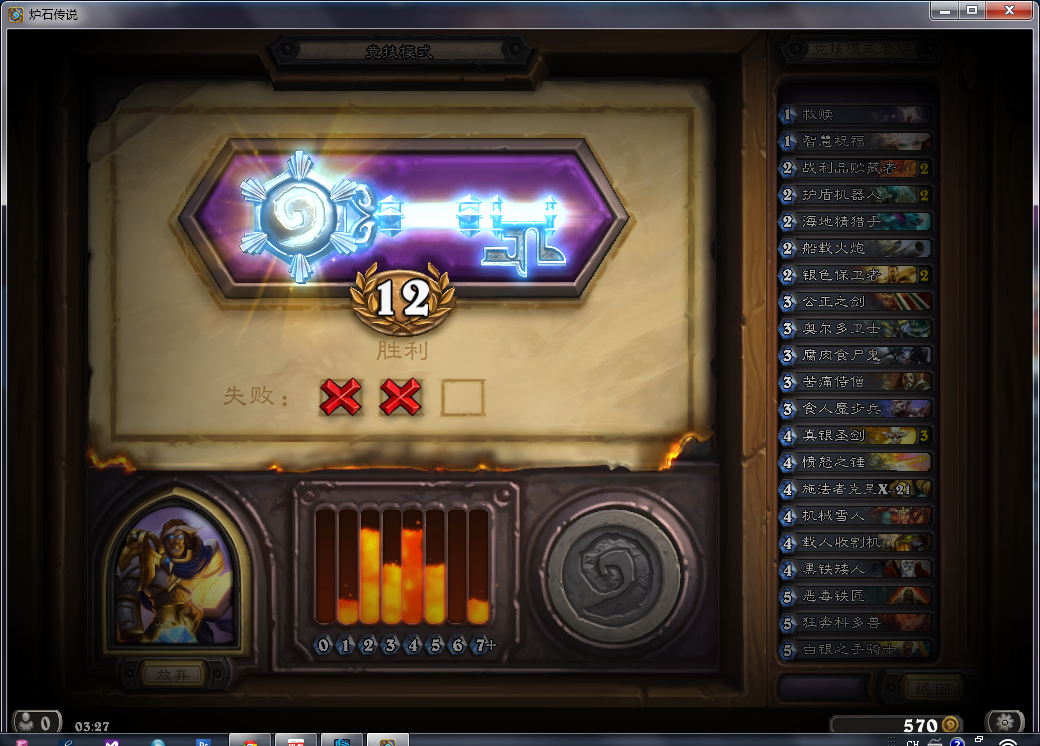 炉石传说
竞技模式
12
胜利
失败：
0 1 2 3 4 5 6 7+
放弃
1 救赎
1 智慧祝福
2 战利品贮藏者 2
2 护盾机器人 2
2 海地精猎手
2 船载火炮
2 银色保卫者 2
3 公正之剑
3 奥尔多卫士
3 腐肉食尸鬼
3 苦痛侍僧
3 食人魔步兵
4 真银圣剑 3
4 愤怒之锤
4 施法者克尼X-21
4 机械雪人
4 载人收割机
4 黑铁矮人
5 恶毒铁匠
5 狂奔科多兽
5 白银之手骑士
返回
0
03:27
570
CH